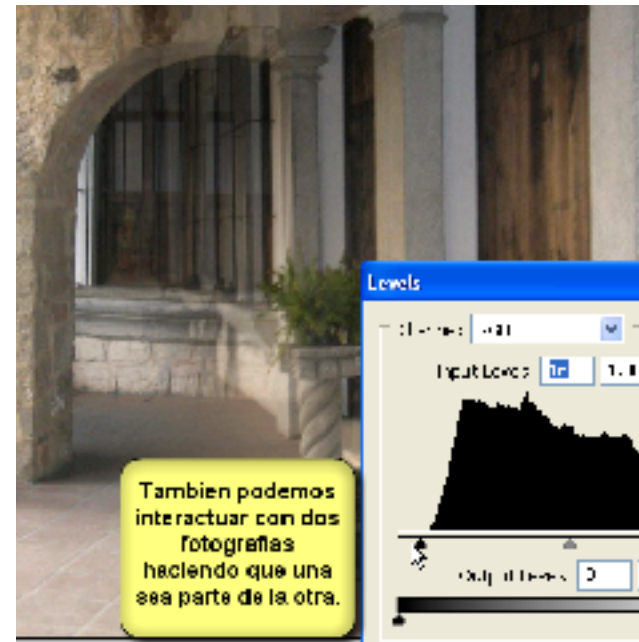 Levels
Input Levels
Tambien podemos
interactuar con dos
fotografias
haciendo que una
sea parte de la otra.
Output Levels